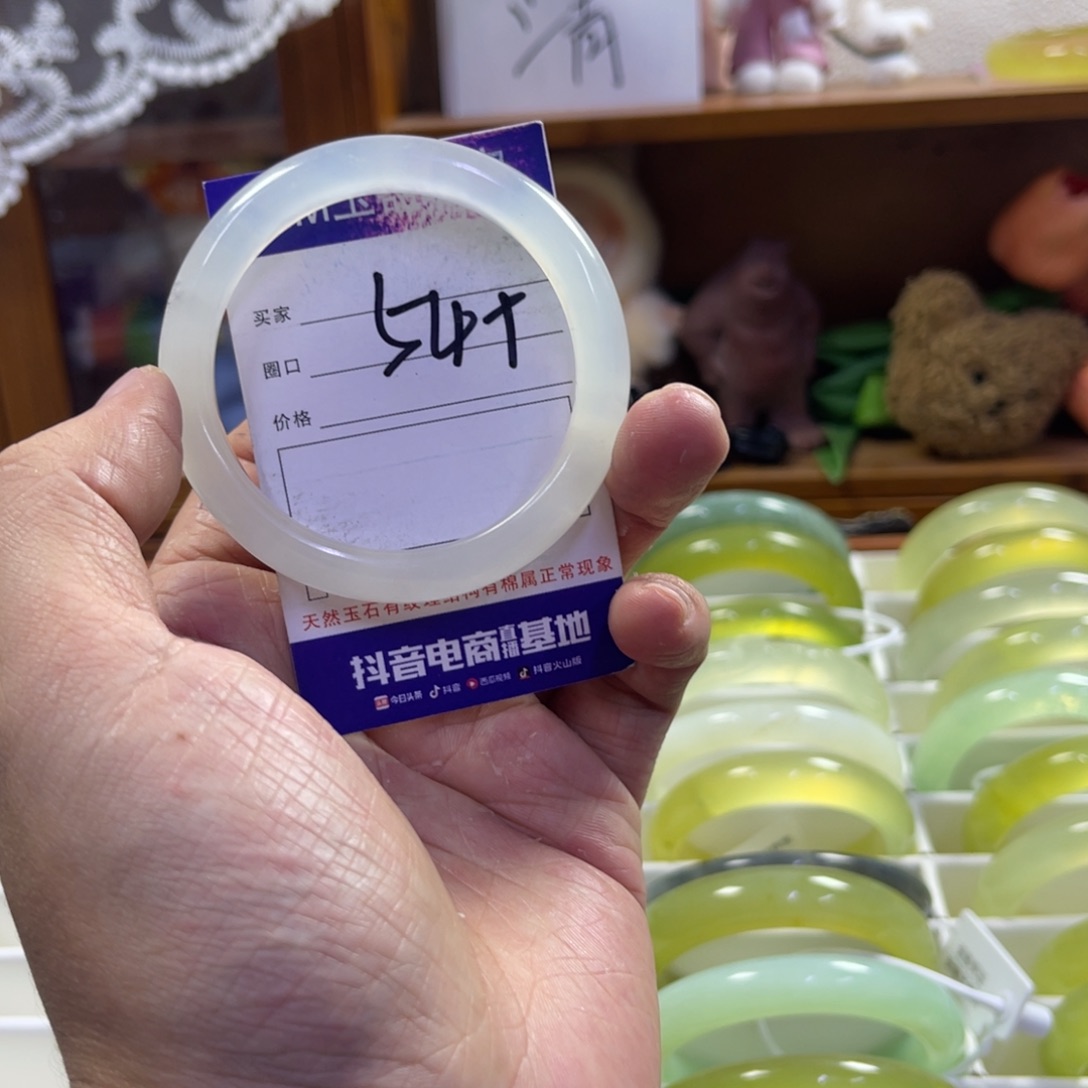 买家
54+
圈口
价格
天然玉石有纹理结构有棉属正常现象
抖音电商直播基地
今日头条 抖音 西瓜视频 抖音火山版